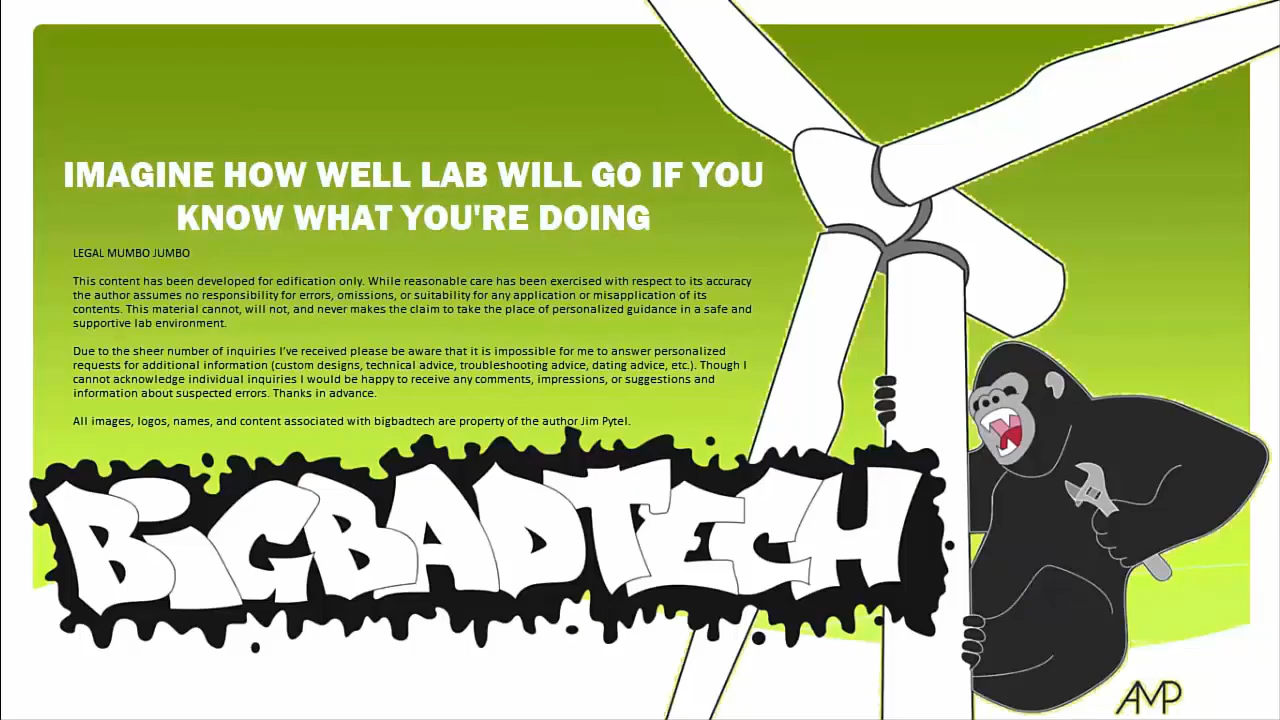 IMAGINE HOW WELL LAB WILL GO IF YOU
KNOW WHAT YOU'RE DOING
LEGAL MUMBO JUMBO
This content has been developed for edification only. While reasonable care has been exercised with respect to its accuracy
the author assumes no responsibility for errors, omissions, or suitability for any application or misapplication of its
contents. This material cannot, will not, and never makes the claim to take the place of personalized guidance in a safe and
supportive lab environment.
Due to the sheer number of inquiries I've received please be aware that it is impossible for me to answer personalized
requests for additional information (custom designs, technical advice, troubleshooting advice, dating advice, etc.). Though I
cannot acknowledge individual inquiries I would be happy to receive any comments, impressions, or suggestions and
information about suspected errors. Thanks in advance.
All images, logos, names, and content associated with bigbadtech are property of the author Jim Pytel.
BiGBADTECH
AMP